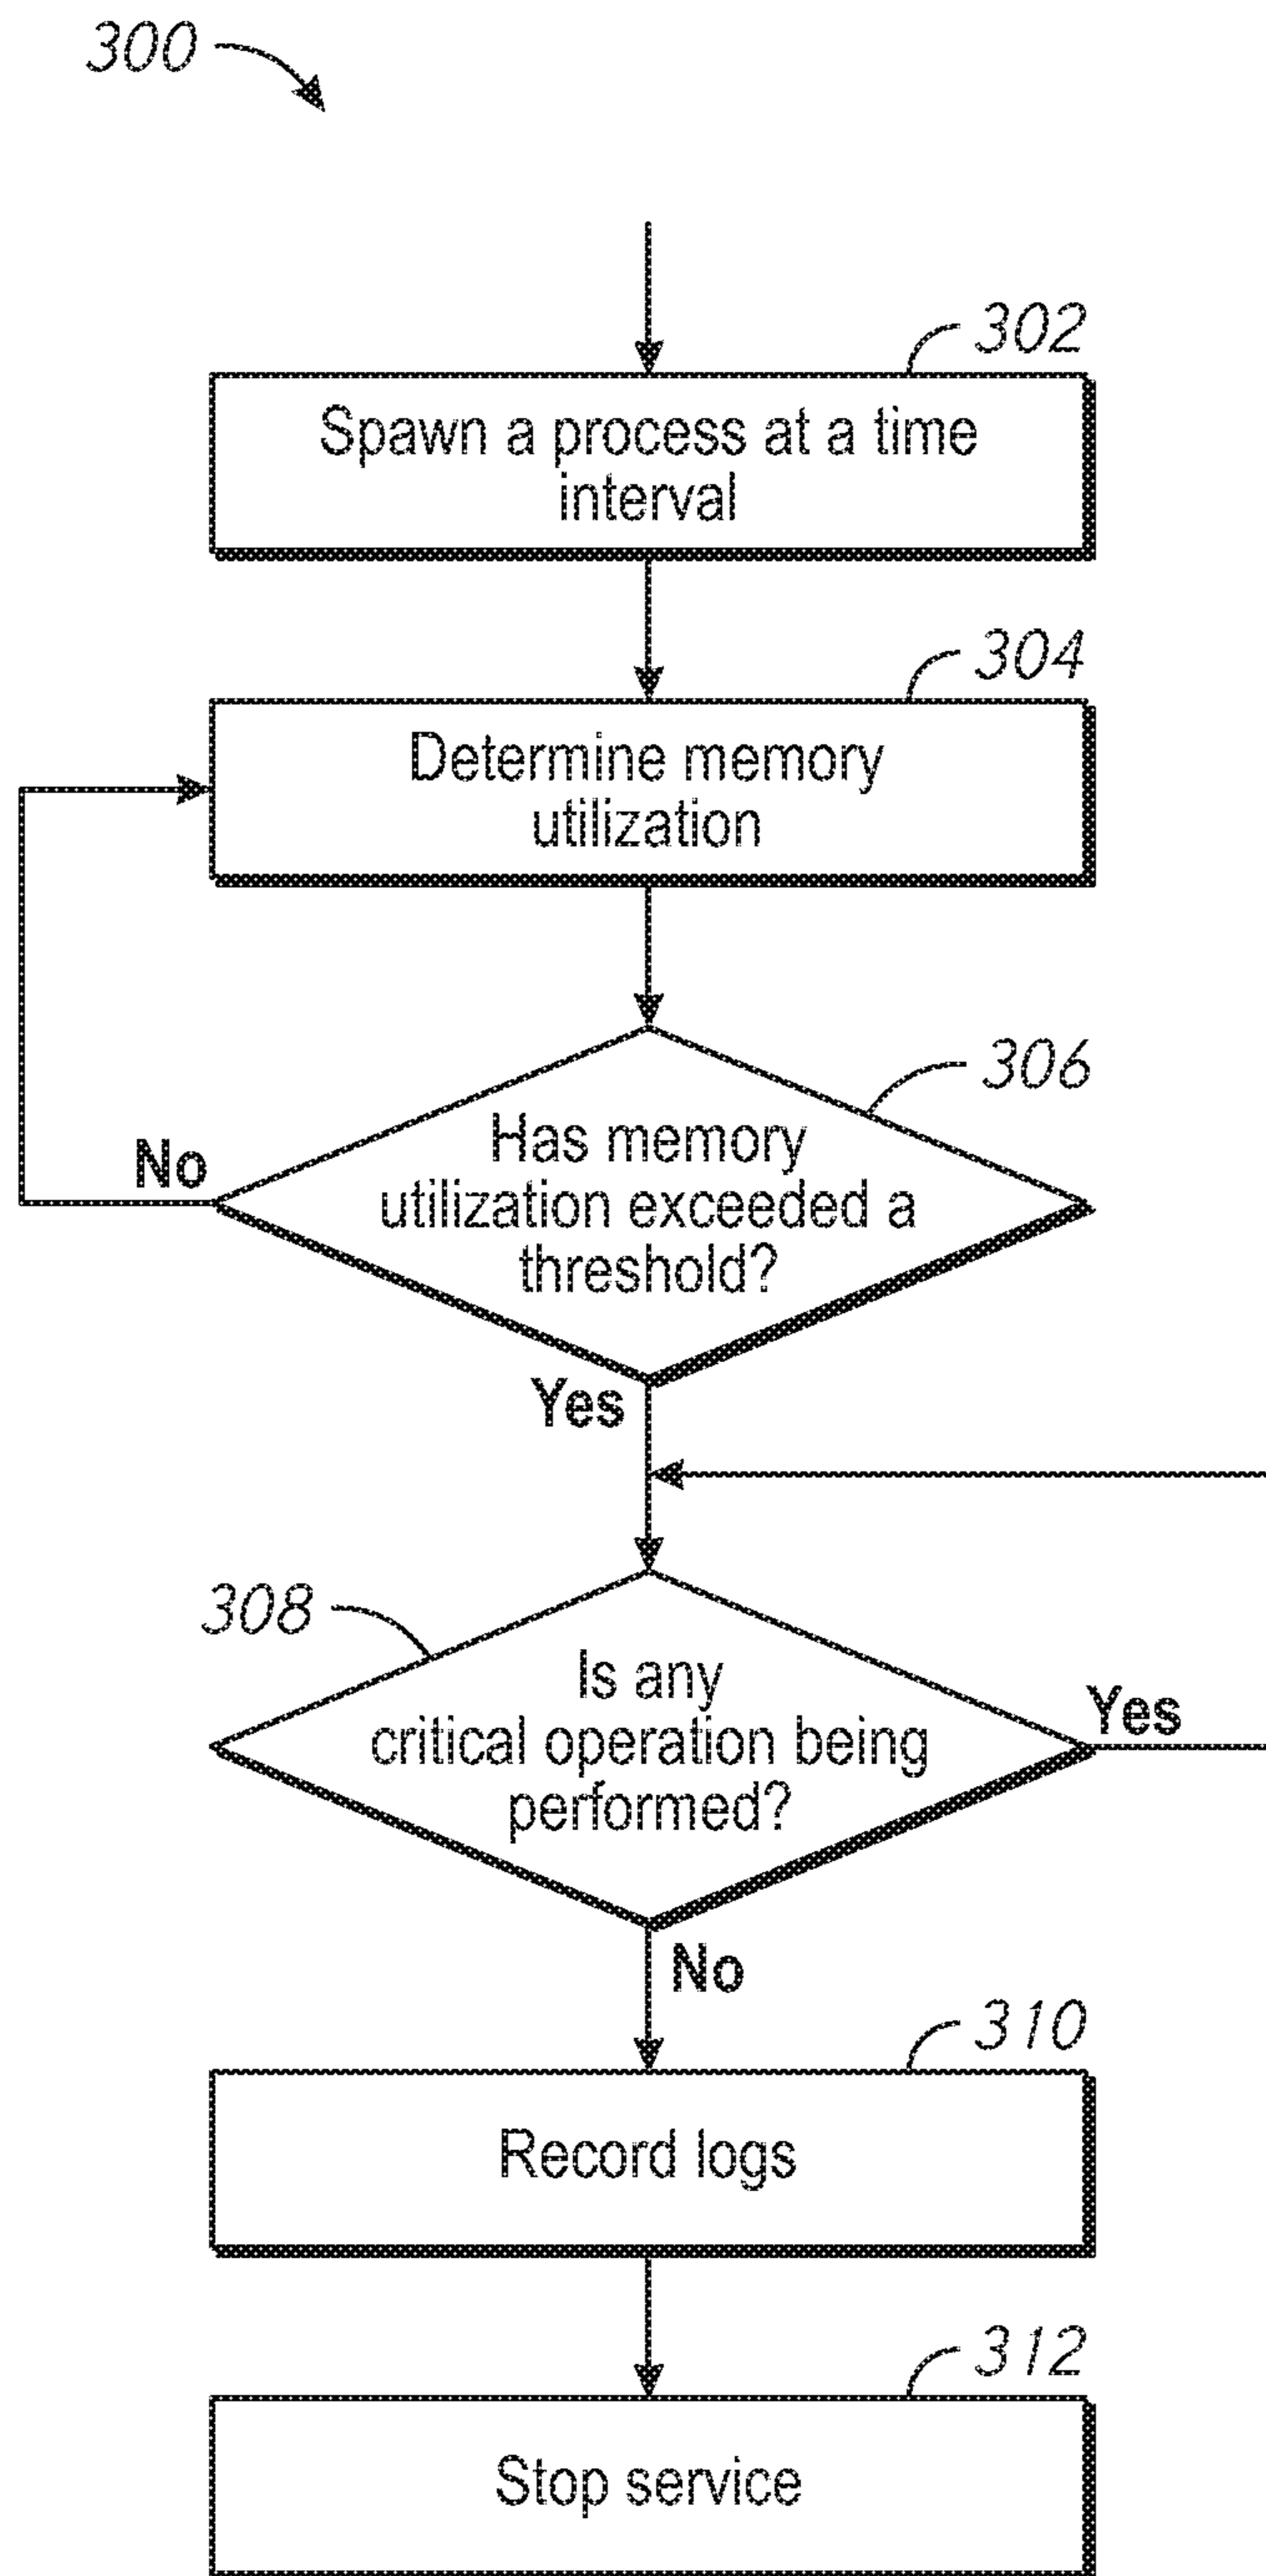 300
302
Spawn a process at a time
interval
304
Determine memory
utilization
306
Has memory
utilization exceeded a
threshold?
No
Yes
308
Is any
critical operation being
performed?
Yes
No
310
Record logs
312
Stop service